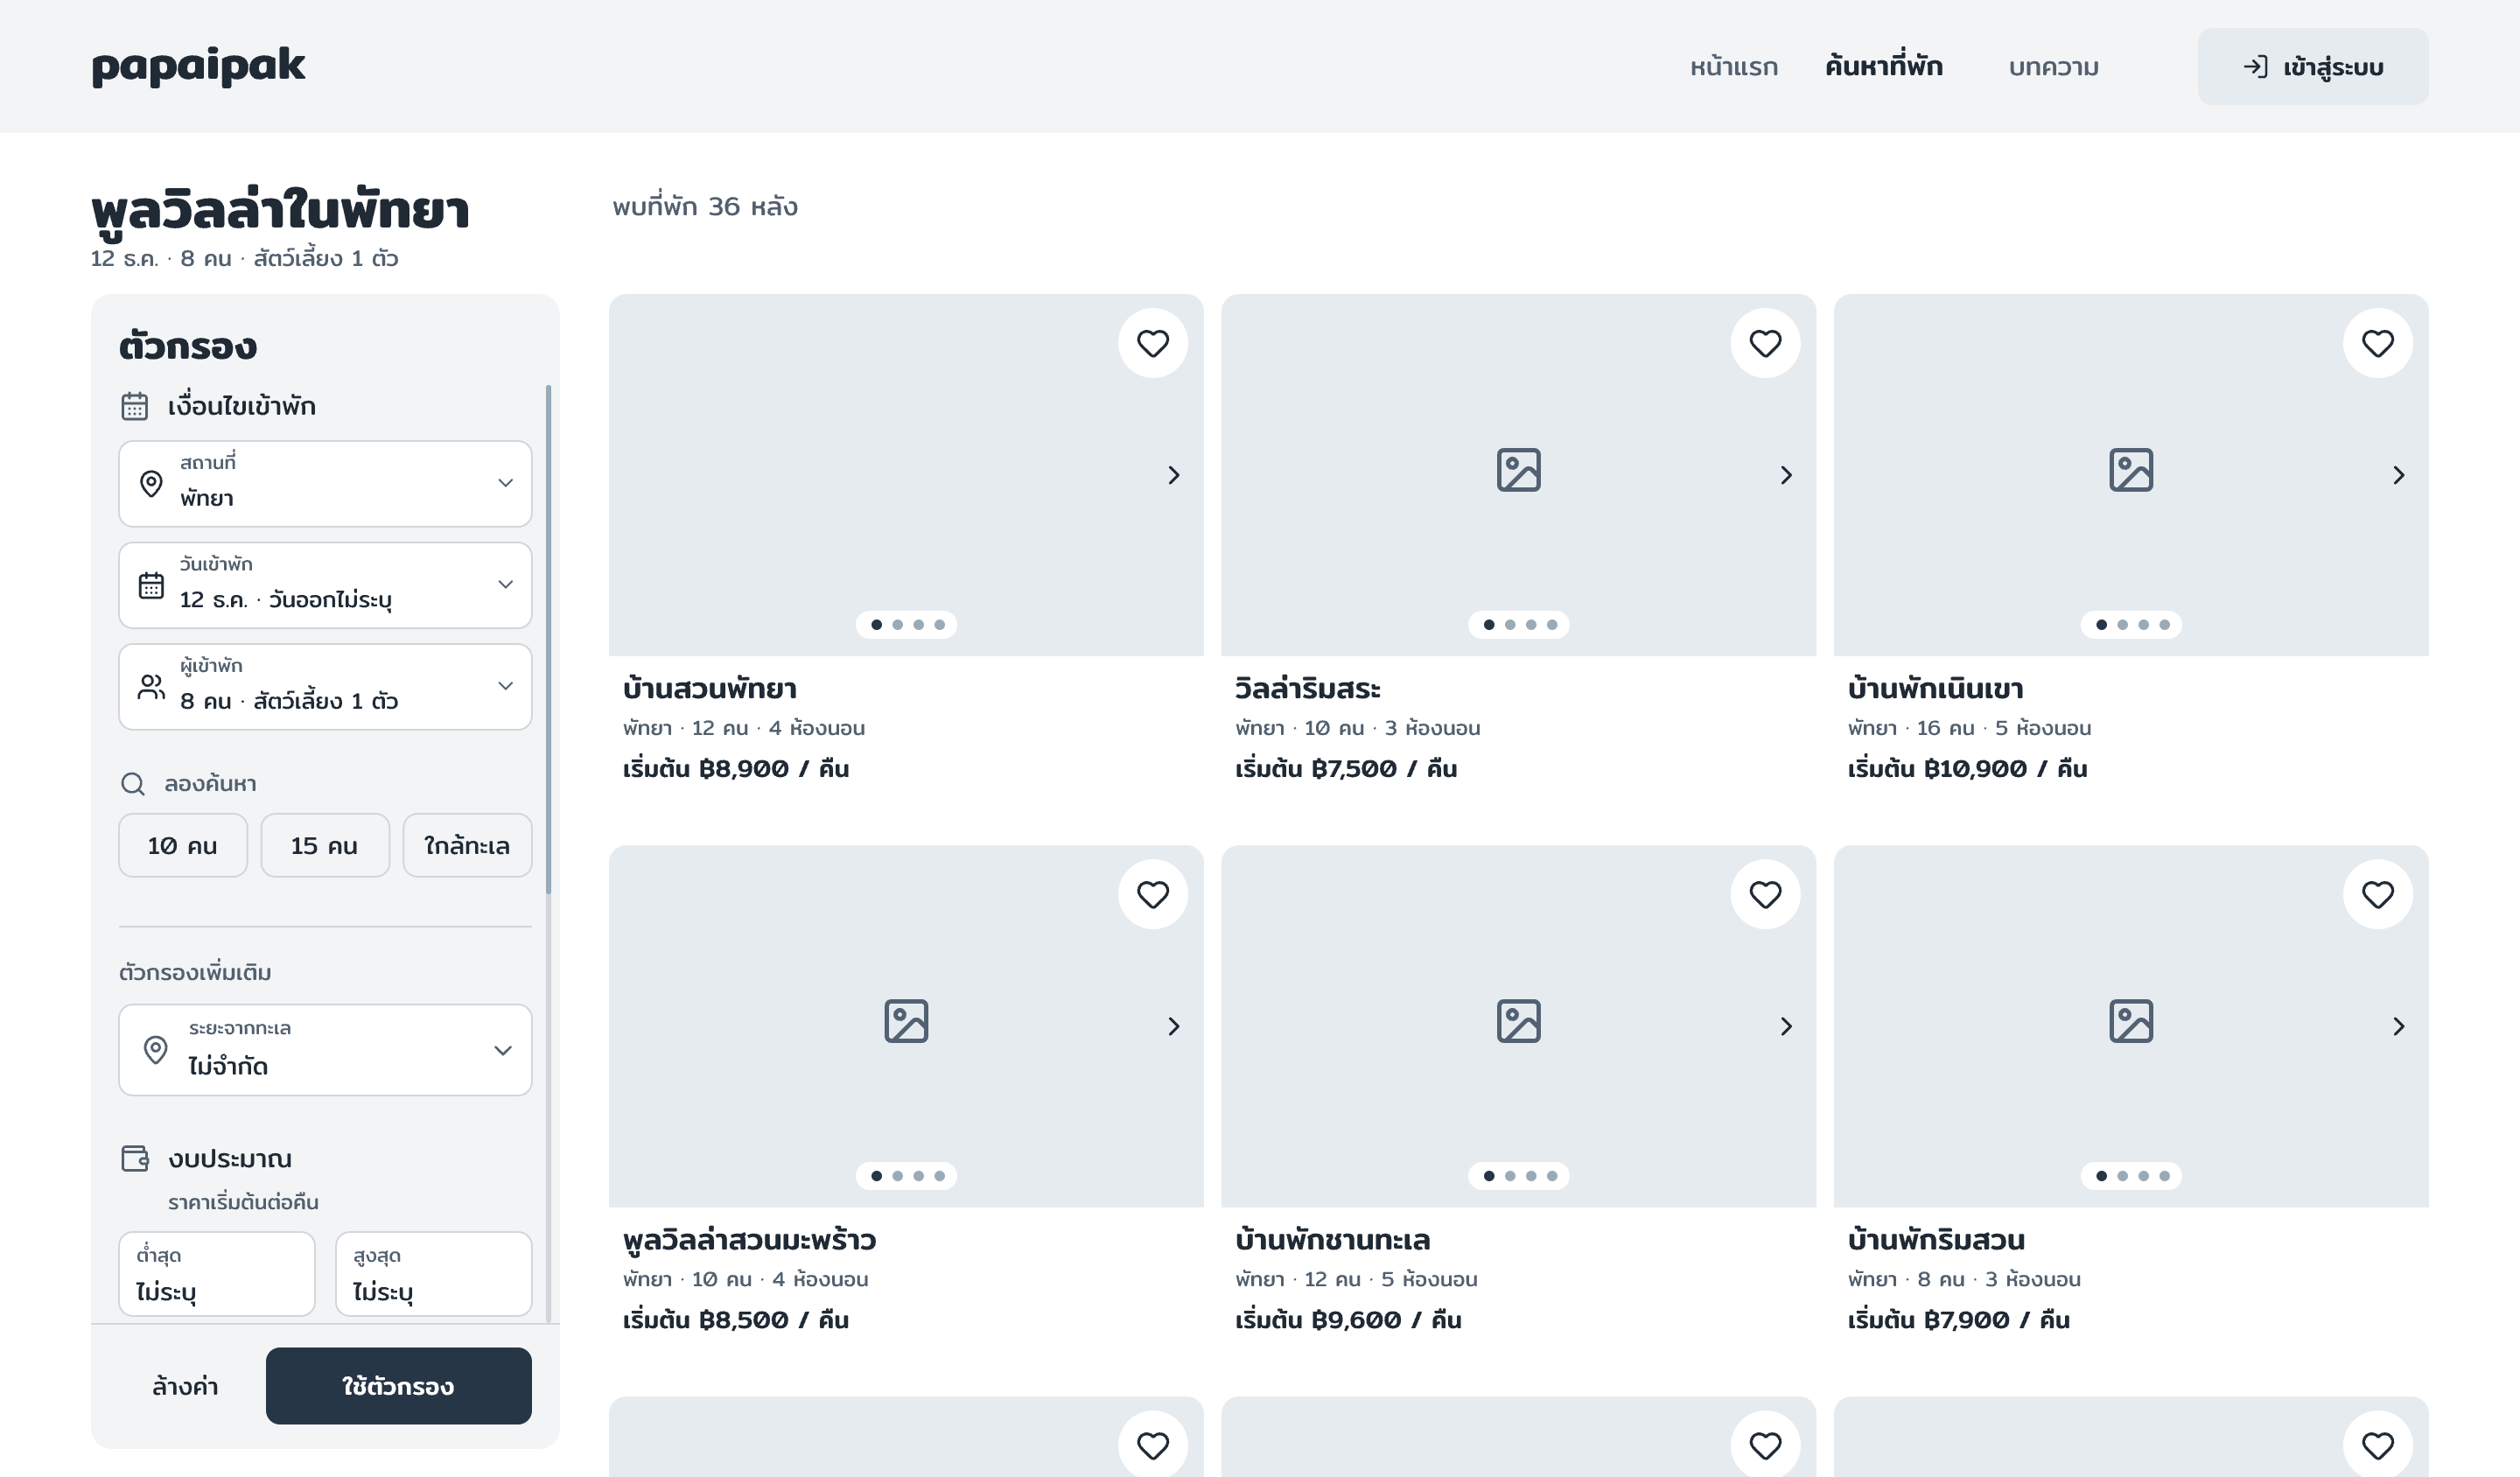 papaipak
หน้าแรก
ค้นหาที่พัก
บทความ
เข้าสู่ระบบ
พูลวิลล่าในพัทยา
12 ธ.ค. · 8 คน · สัตว์เลี้ยง 1 ตัว
พบที่พัก 36 หลัง
ตัวกรอง
เงื่อนไขเข้าพัก
สถานที่
พัทยา
วันเข้าพัก
12 ธ.ค. · วันออกไม่ระบุ
ผู้เข้าพัก
8 คน · สัตว์เลี้ยง 1 ตัว
ลองค้นหา
10 คน
15 คน
ใกล้ทะเล
ตัวกรองเพิ่มเติม
ระยะจากทะเล
ไม่จำกัด
งบประมาณ
ราคาเริ่มต้นต่อคืน
ต่ำสุด
ไม่ระบุ
สูงสุด
ไม่ระบุ
ล้างค่า
ใช้ตัวกรอง
บ้านสวนพัทยา
พัทยา · 12 คน · 4 ห้องนอน
เริ่มต้น ฿8,900 / คืน
วิลล่าริมสระ
พัทยา · 10 คน · 3 ห้องนอน
เริ่มต้น ฿7,500 / คืน
บ้านพักเนินเขา
พัทยา · 16 คน · 5 ห้องนอน
เริ่มต้น ฿10,900 / คืน
พูลวิลล่าสวนมะพร้าว
พัทยา · 10 คน · 4 ห้องนอน
เริ่มต้น ฿8,500 / คืน
บ้านพักชานทะเล
พัทยา · 12 คน · 5 ห้องนอน
เริ่มต้น ฿9,600 / คืน
บ้านพักริมสวน
พัทยา · 8 คน · 3 ห้องนอน
เริ่มต้น ฿7,900 / คืน